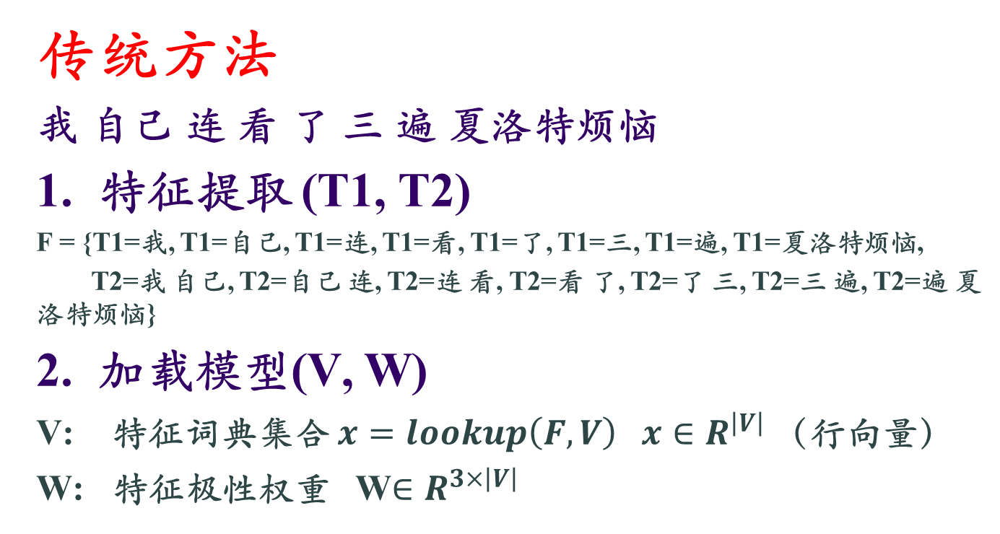 传统方法
我 自己 连 看 了 三 遍 夏洛特烦恼
1. 特征提取(T1, T2)
F = {T1=我, T1=自己, T1=连, T1=看, T1=了, T1=三, T1=遍, T1=夏洛特烦恼,
T2=我 自己, T2=自己 连, T2=连 看, T2=看 了, T2=了 三, T2=三 遍, T2=遍 夏
洛特烦恼}
2. 加载模型(V, W)
V: 特征词典集合 x = lookup(F, V) x ∈ R^{|V|} （行向量）
W: 特征极性权重 W∈ R^{3×|V|}